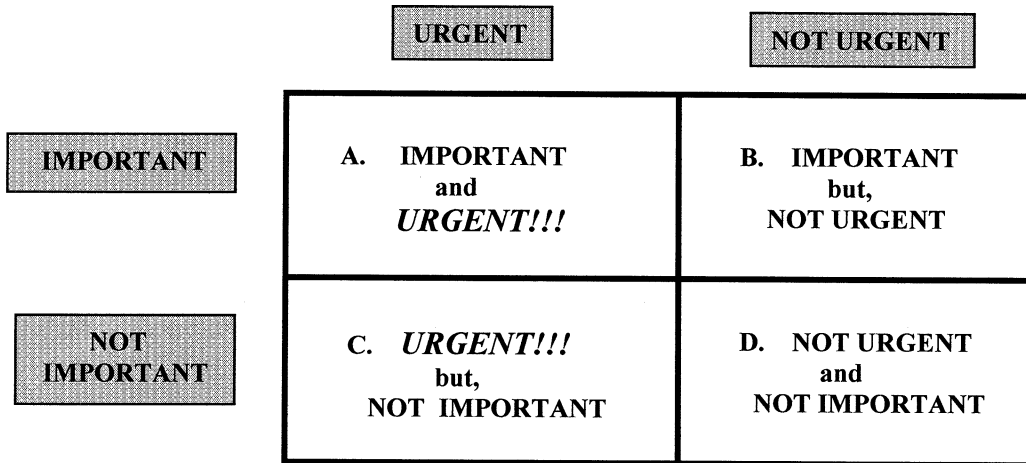 URGENT
NOT URGENT
IMPORTANT
A. IMPORTANT
and
URGENT!!!
B. IMPORTANT
but,
NOT URGENT
NOT
IMPORTANT
C. URGENT!!!
but,
NOT IMPORTANT
D. NOT URGENT
and
NOT IMPORTANT